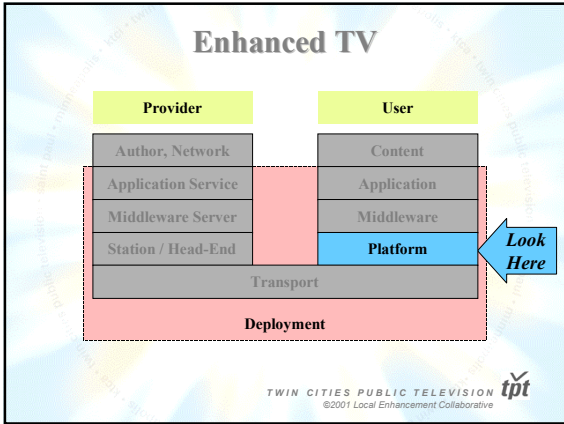 Enhanced TV
Provider
User
Author, Network
Content
Application Service
Application
Middleware Server
Middleware
Station / Head-End
Platform
Look
Here
Transport
Deployment
TWIN CITIES PUBLIC TELEVISION tpt
©2001 Local Enhancement Collaborative